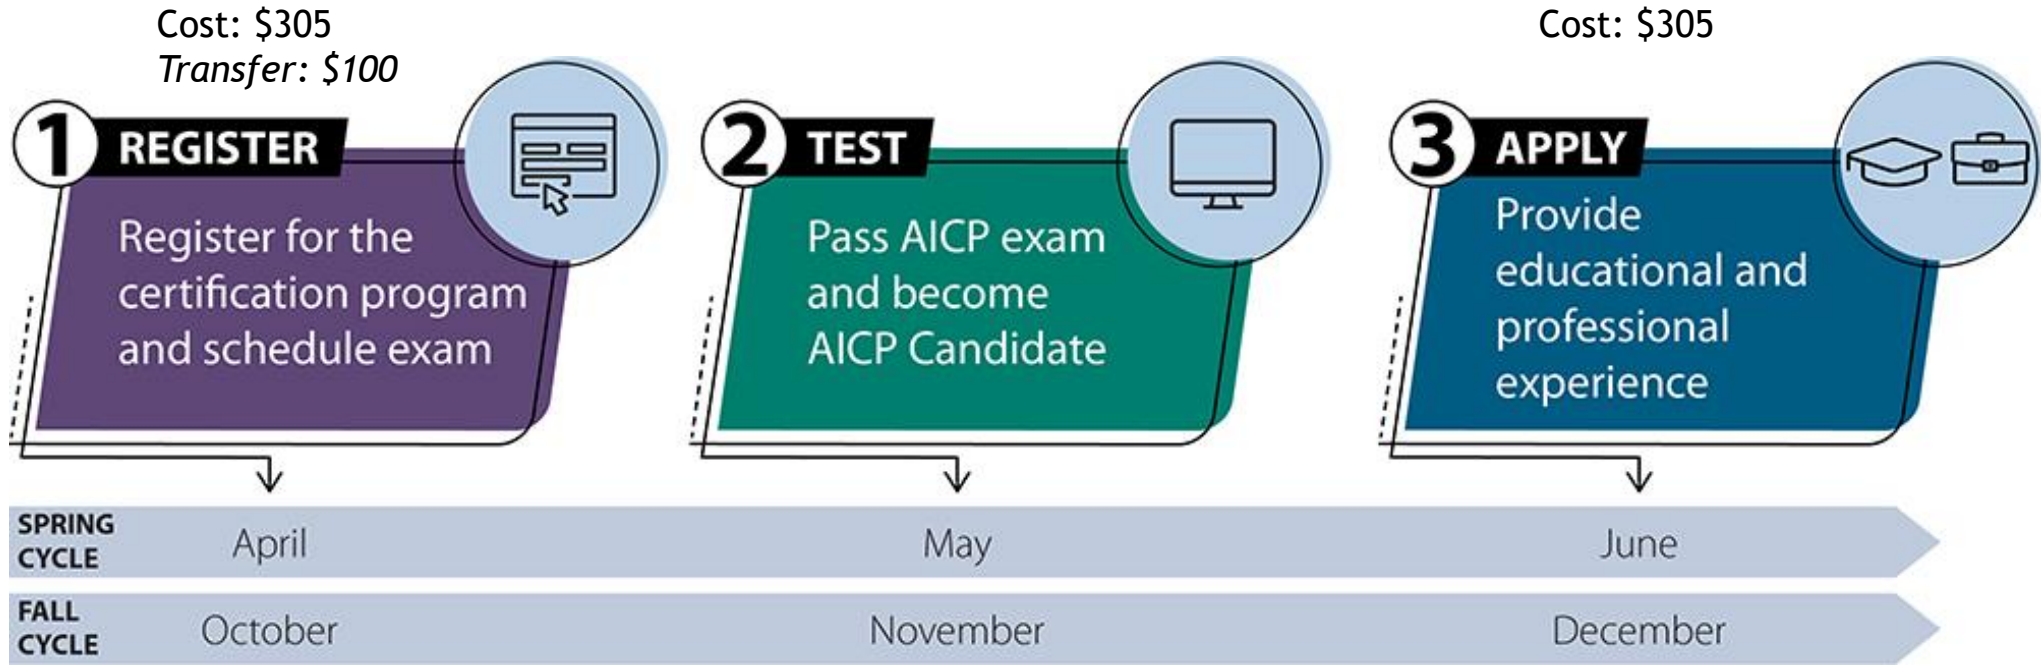 Cost: $305
Transfer: $100
Cost: $305
1 REGISTER
Register for the
certification program
and schedule exam
2 TEST
Pass AICP exam
and become
AICP Candidate
3 APPLY
Provide
educational and
professional
experience
SPRING
CYCLE
April
May
June
FALL
CYCLE
October
November
December